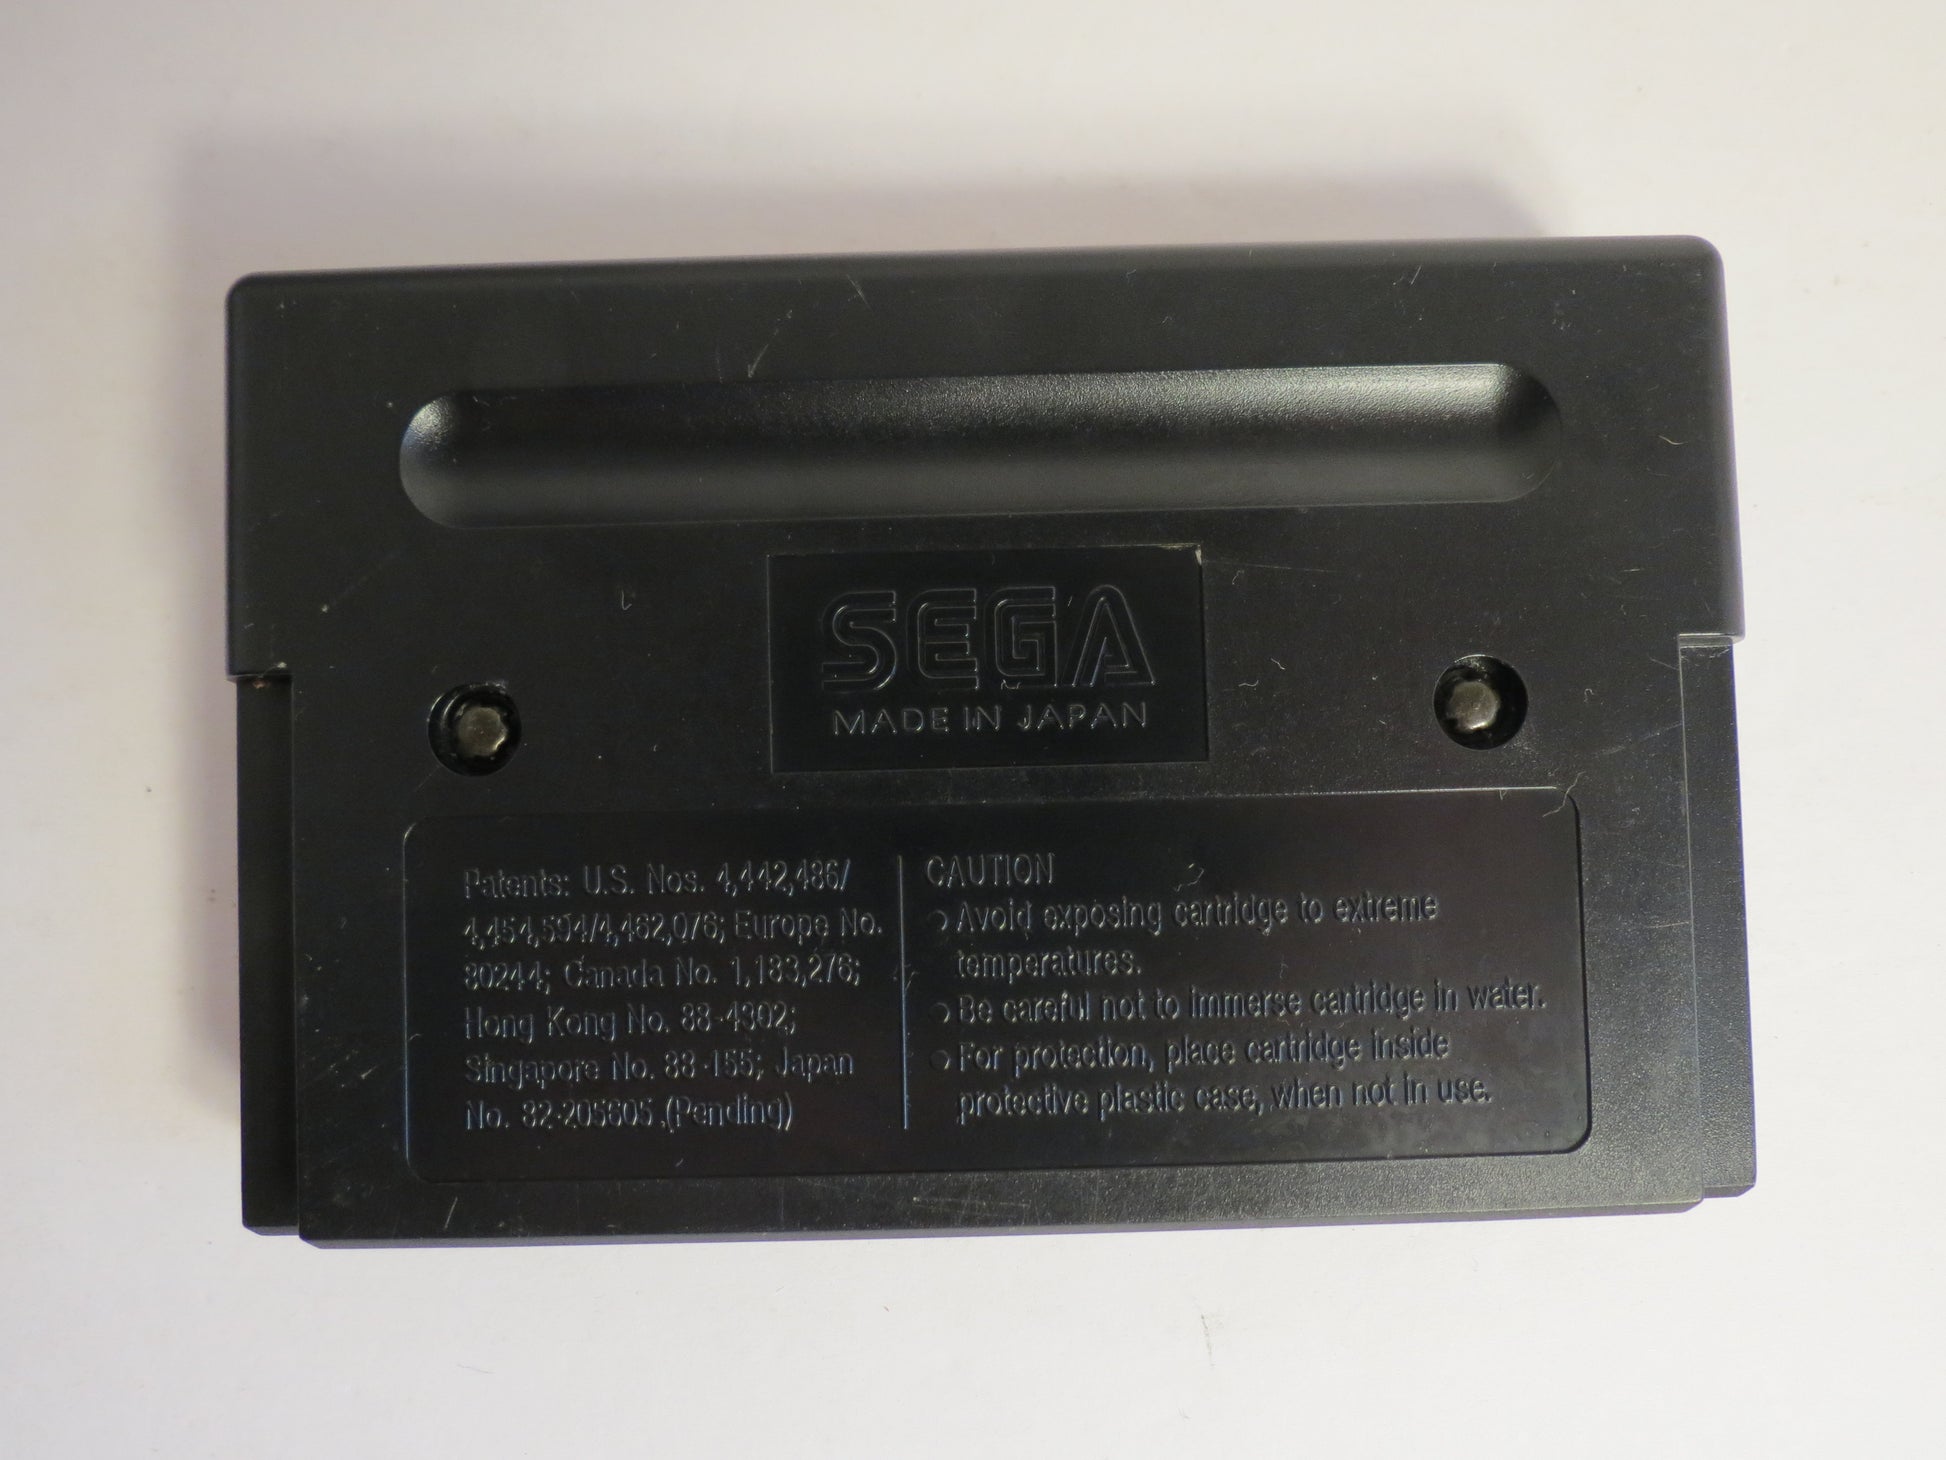 SEGA
MADE IN JAPAN
Patents: U.S. Nos. 4,442,486/
4,454,594/4,462,076; Europe No.
80244; Canada No. 1,183,276;
Hong Kong No. 88-4302;
Singapore No. 88-155; Japan
No. 82-205605 (Pending)
CAUTION
Avoid exposing cartridge to extreme
temperatures.
Be careful not to immerse cartridge in water.
For protection, place cartridge inside
protective plastic case, when not in use.